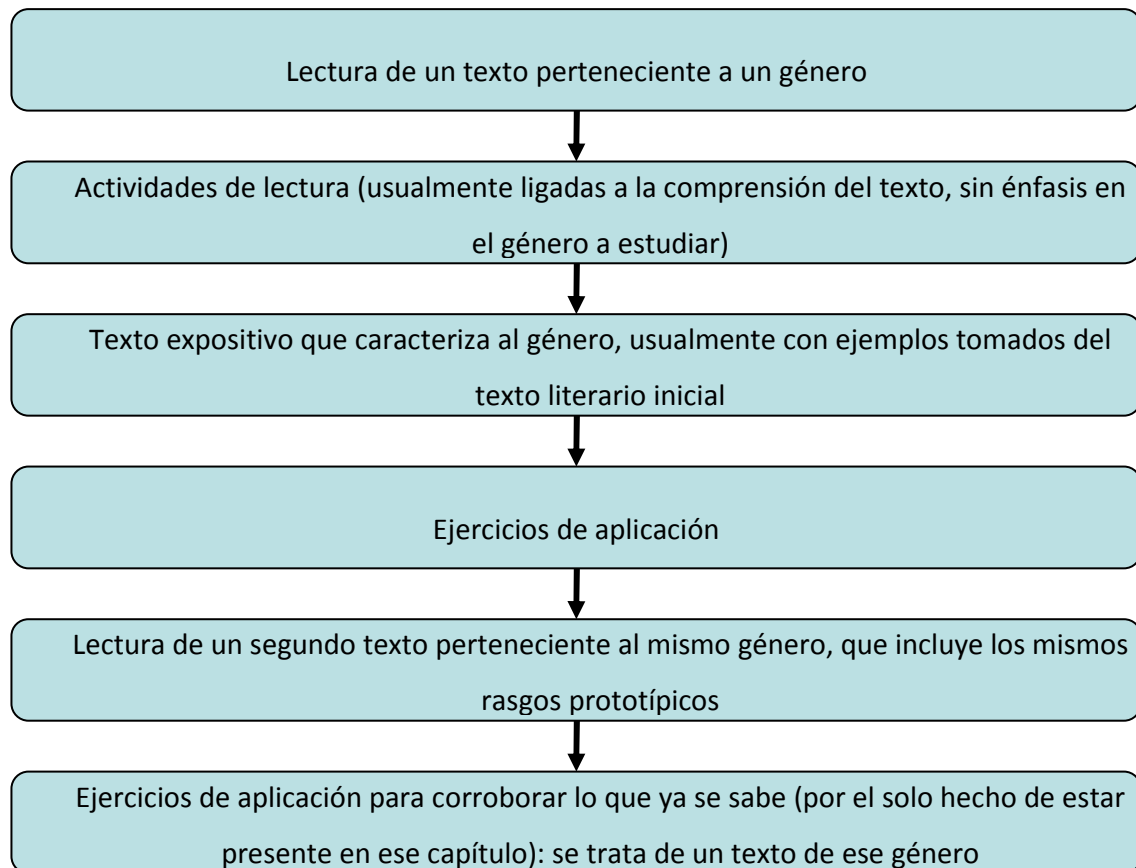 Lectura de un texto perteneciente a un género
Actividades de lectura (usualmente ligadas a la comprensión del texto, sin énfasis en
el género a estudiar)
Texto expositivo que caracteriza al género, usualmente con ejemplos tomados del
texto literario inicial
Ejercicios de aplicación
Lectura de un segundo texto perteneciente al mismo género, que incluye los mismos
rasgos prototípicos
Ejercicios de aplicación para corroborar lo que ya se sabe (por el solo hecho de estar
presente en ese capítulo): se trata de un texto de ese género